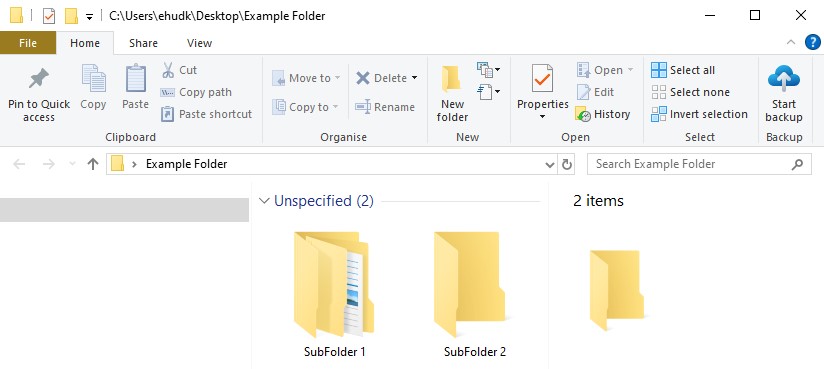 C:\Users\ehudk\Desktop\Example Folder
File Home Share View
Pin to Quick access
Copy
Paste
Cut
Copy path
Paste shortcut
Clipboard
Move to
Copy to
Delete
Rename
Organise
New folder
New
Properties
Open
Edit
History
Open
Select all
Select none
Invert selection
Select
Start backup
Backup
Example Folder
Search Example Folder
Unspecified (2)
2 items
SubFolder 1
SubFolder 2